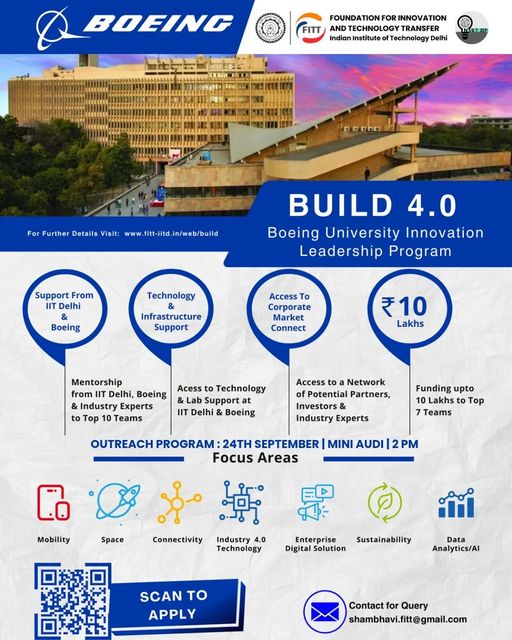 BOEING
FITT
FOUNDATION FOR INNOVATION
AND TECHNOLOGY TRANSFER
Indian Institute of Technology Delhi
BUILD 4.0
Boeing University Innovation
Leadership Program
For Further Details Visit: www.fitt-iitd.in/web/build
Support From
IIT Delhi
&
Boeing
Technology
&
Infrastructure
Support
Access To
Corporate
Market
Connect
₹10
Lakhs
Mentorship
from IIT Delhi, Boeing
& Industry Experts
to Top 10 Teams
Acess to Technology
& Lab Support at
IIT Delhi & Boeing
Access to a Network
of Potential Partners,
Investors &
Industry Experts
Funding upto
10 Lakhs to Top
7 Teams
OUTREACH PROGRAM : 24TH SEPTEMBER | MINI AUDI | 2 PM
Focus Areas
Mobility
Space
Connectivity
Industry 4.0
Technology
Enterprise
Digital Solution
Sustainability
Data
Analytics/AI
SCAN TO
APPLY
Contact for Query
shambhavi.fitt@gmail.com